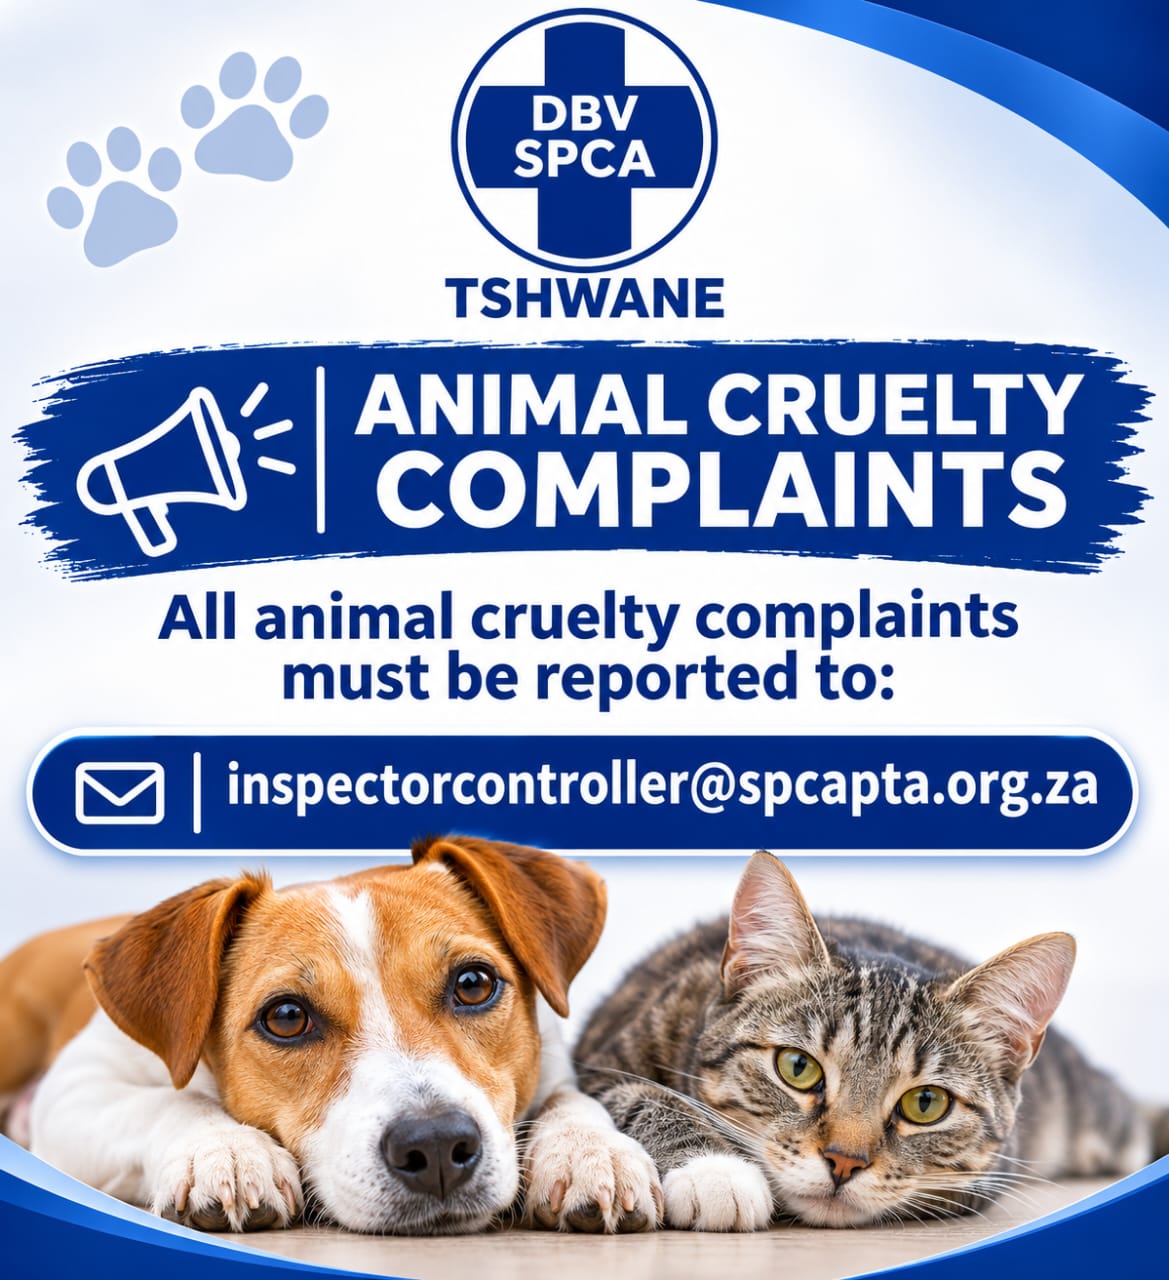 DBV
SPCA
TSHWANE
ANIMAL CRUELTY
COMPLAINTS
All animal cruelty complaints
must be reported to:
inspectorcontroller@spcapta.org.za